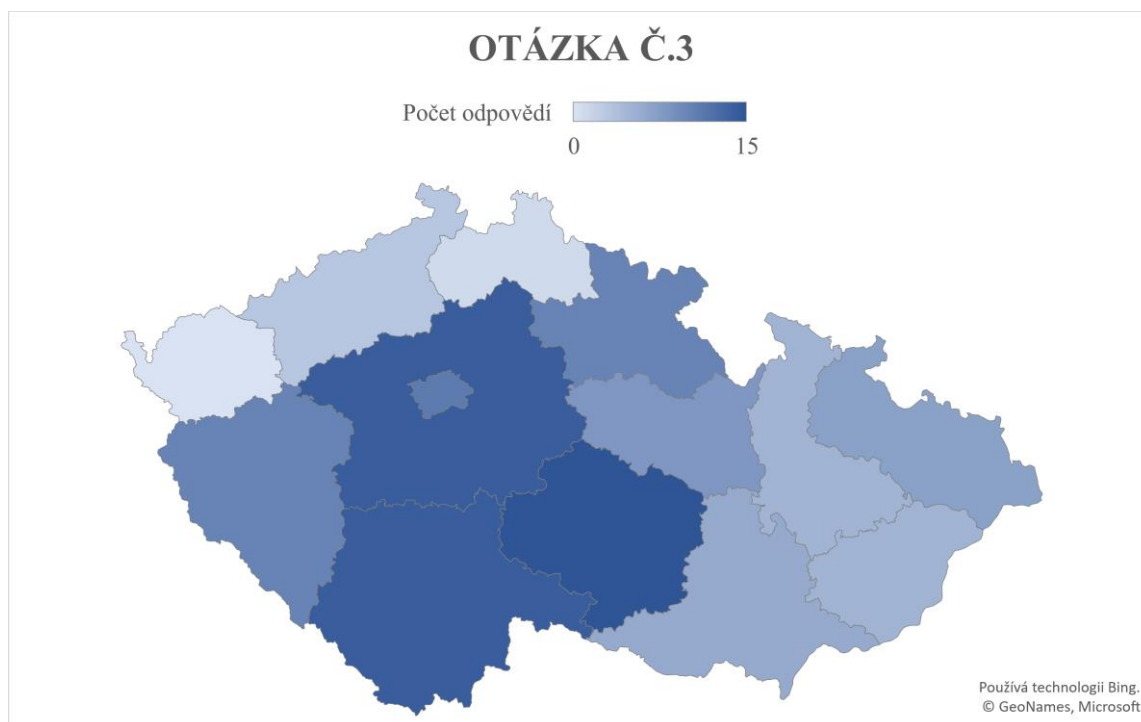 OTÁZKA Č.3
Počet odpovědí
0 15
Používá technologii Bing.
© GeoNames, Microsoft